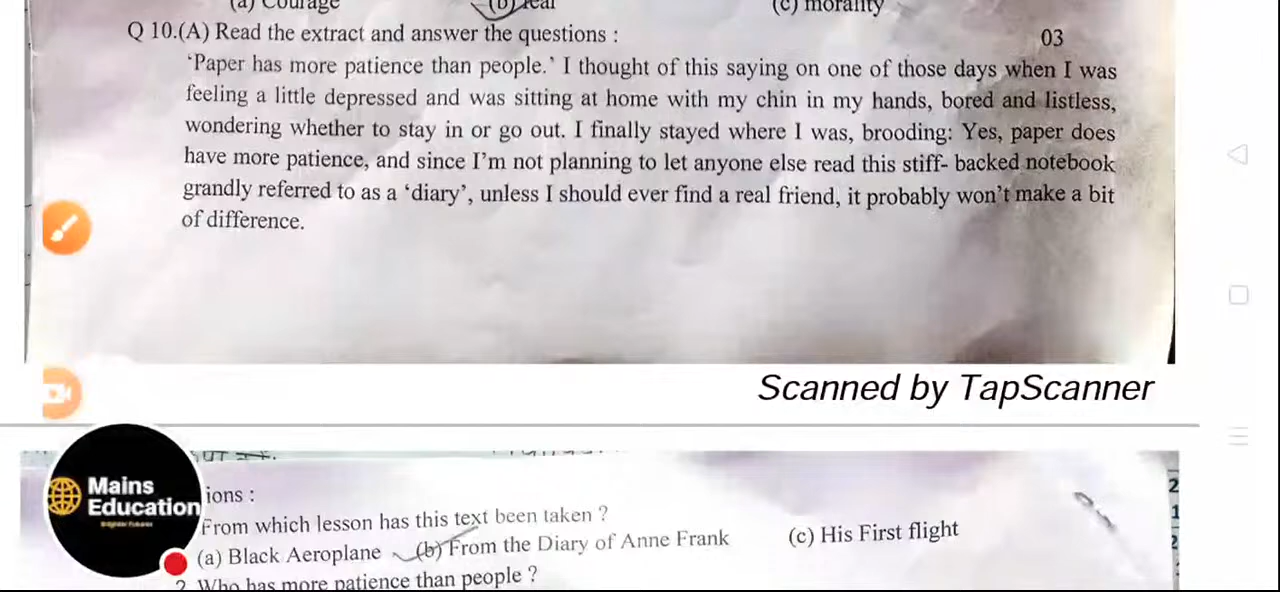 (a) Courage (b) fear (c) morality
Q 10.(A) Read the extract and answer the questions : 03
‘Paper has more patience than people.’ I thought of this saying on one of those days when I was
feeling a little depressed and was sitting at home with my chin in my hands, bored and listless,
wondering whether to stay in or go out. I finally stayed where I was, brooding: Yes, paper does
have more patience, and since I’m not planning to let anyone else read this stiff- backed notebook
grandly referred to as a ‘diary’, unless I should ever find a real friend, it probably won’t make a bit
of difference.
Scanned by TapScanner
Mains
Education
ions :
From which lesson has this text been taken ?
(a) Black Aeroplane (b) From the Diary of Anne Frank (c) His First flight
2. Who has more patience than people ?